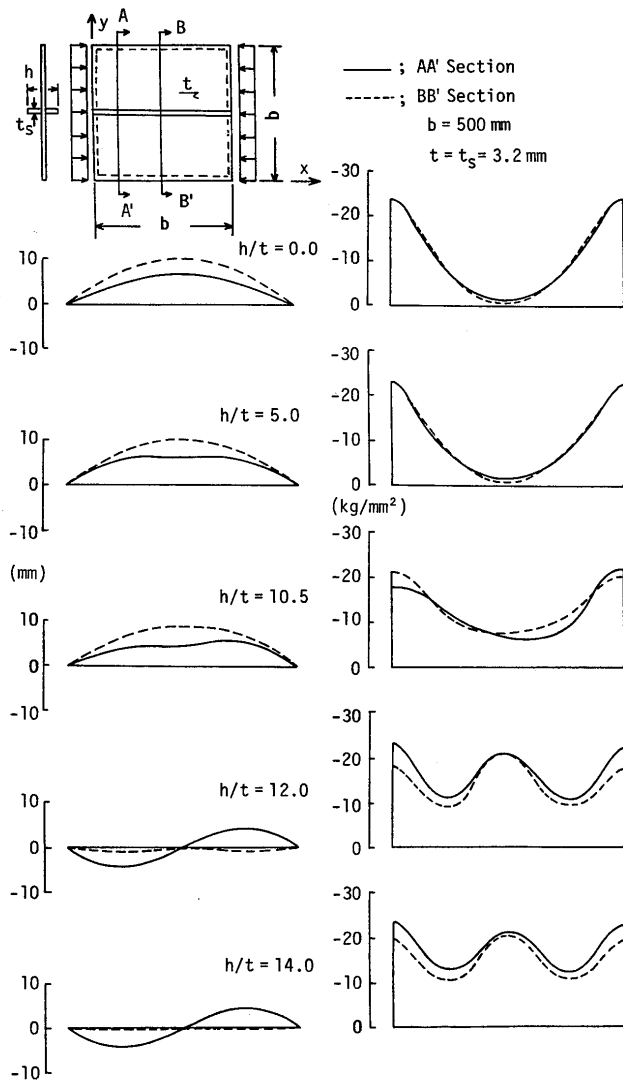 y
A
B
h
t
t_s
b
x
A'
B'
b
——— ; AA' Section
----- ; BB' Section
b = 500 mm
t = t_s = 3.2 mm
h/t = 0.0
10
0
-10
-30
-20
-10
0
h/t = 5.0
10
0
-10
-30
-20
-10
0
(kg/mm²)
(mm)
h/t = 10.5
10
0
-10
-30
-20
-10
0
h/t = 12.0
10
0
-10
-30
-20
-10
0
h/t = 14.0
10
0
-10
-30
-20
-10
0